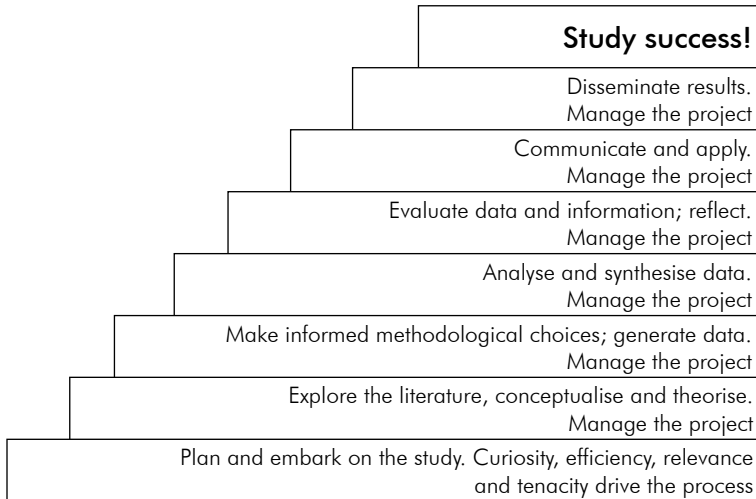 Study success!
Disseminate results.
Manage the project
Communicate and apply.
Manage the project
Evaluate data and information; reflect.
Manage the project
Analyse and synthesise data.
Manage the project
Make informed methodological choices; generate data.
Manage the project
Explore the literature, conceptualise and theorise.
Manage the project
Plan and embark on the study. Curiosity, efficiency, relevance
and tenacity drive the process